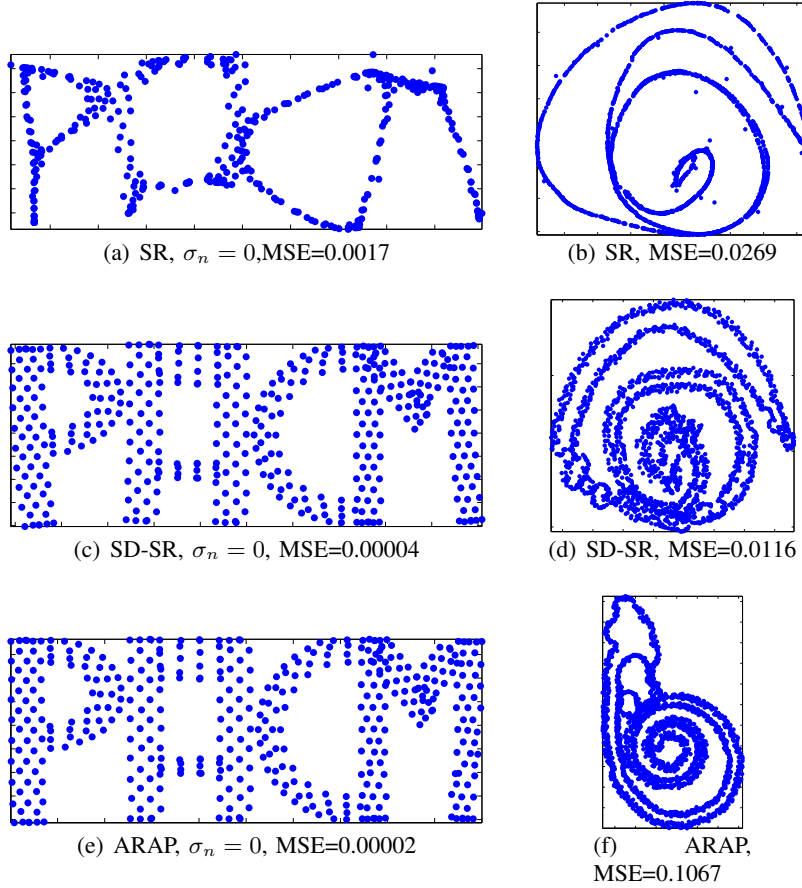 (a) SR, σn = 0,MSE=0.0017
(b) SR, MSE=0.0269
(c) SD-SR, σn = 0, MSE=0.00004
(d) SD-SR, MSE=0.0116
(e) ARAP, σn = 0, MSE=0.00002
(f) ARAP,
MSE=0.1067